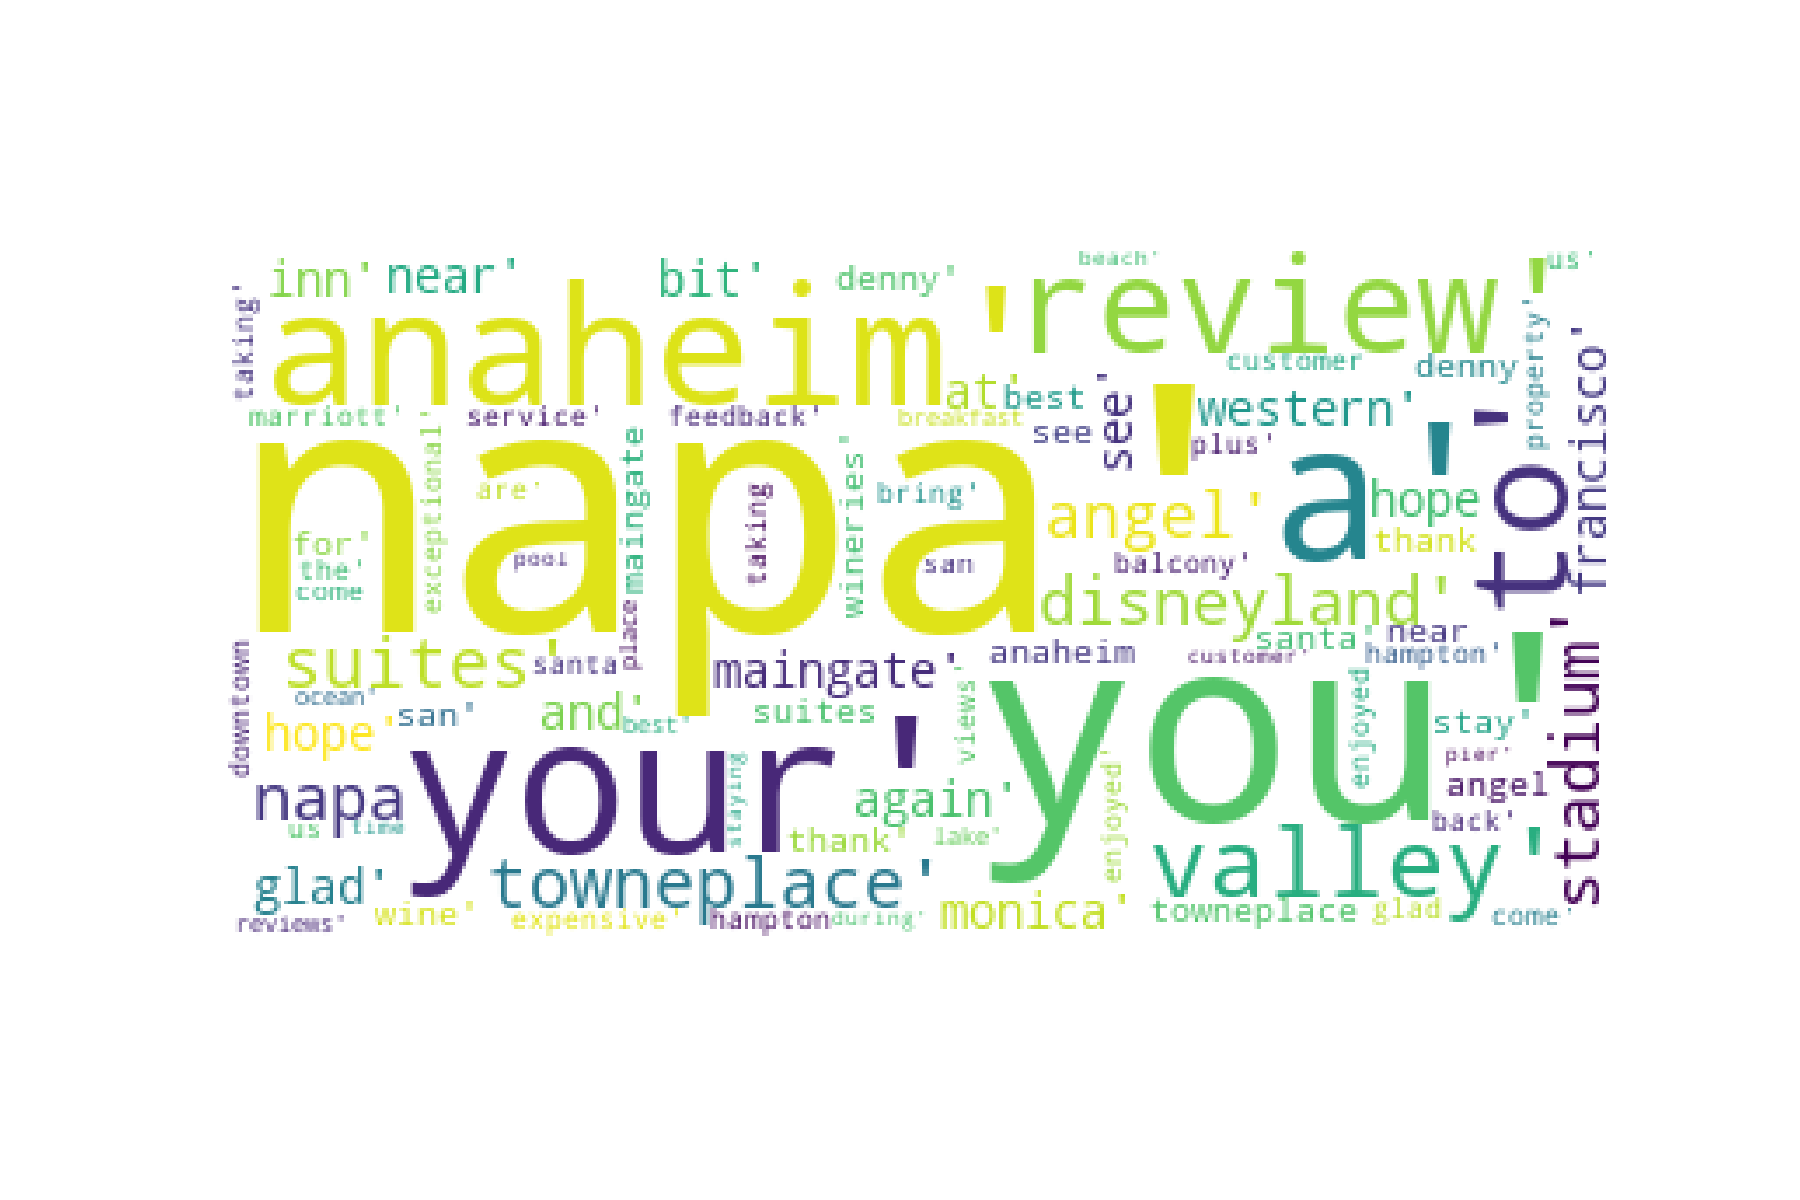 inn' near' bit' denny' beach' us'
taking' anaheim' review' property'
customer denny francisco'
at' best see' western' to'
marriott' service' feedback' breakfast see plus'
napa' a'
exceptional' are' maingate taking wineries' bring' angel' hope
for' pool san balcony' thank
the'
come place disneyland'
downtown suites' santa maingate' anaheim customer' santa' near hampton' stadium'
ocean' san' and' best' suites views' you' enjoyed stay'
hope' your' pier'
napa staying again' enjoyed' angel
us time thank' lake' back'
glad' towneplace' valley'
reviews' wine' expensive' hampton during' monica' towneplace glad come'